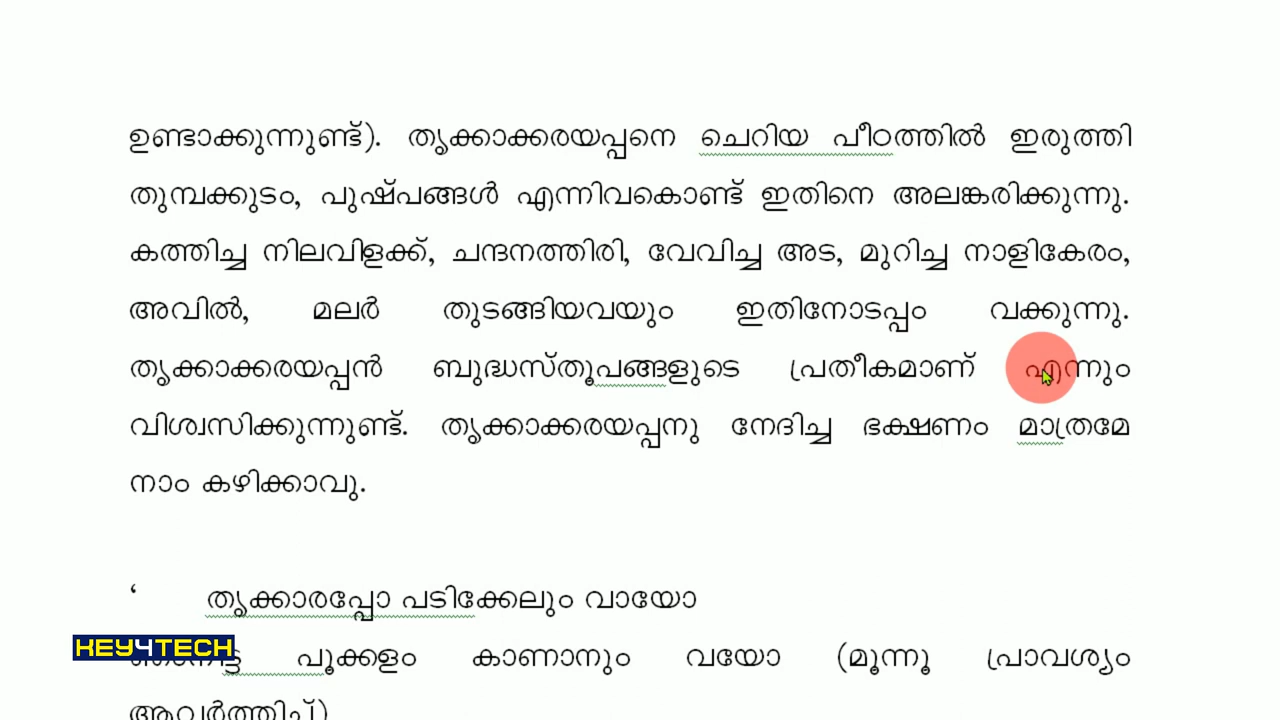 ഉണ്ടാക്കുന്നുണ്ട്). തൃക്കാക്കരയപ്പനെ ചെറിയ പീഠത്തിൽ ഇരുത്തി
തുമ്പക്കുടം, പുഷ്പങ്ങൾ എന്നിവകൊണ്ട് ഇതിനെ അലങ്കരിക്കുന്നു.
കത്തിച്ച നിലവിളക്ക്, ചന്ദനത്തിരി, വേവിച്ച അട, മുറിച്ച നാളികേരം,
അവിൽ, മലർ തുടങ്ങിയവയും ഇതിനോടപ്പം വക്കുന്നു.
തൃക്കാക്കരയപ്പൻ ബുദ്ധസ്തൂപങ്ങളുടെ പ്രതീകമാണ് എന്നും
വിശ്വസിക്കുന്നുണ്ട്. തൃക്കാക്കരയപ്പനു നേദിച്ച ഭക്ഷണം മാത്രമേ
നാം കഴിക്കാവു.
‘ തൃക്കാരപ്പോ പടിക്കേലും വായോ
ഞാനിട്ട പൂക്കളം കാണാനും വയോ (മൂന്നൂ പ്രാവശ്യം
KEY4TECH
ആവർത്തിച്ച്)